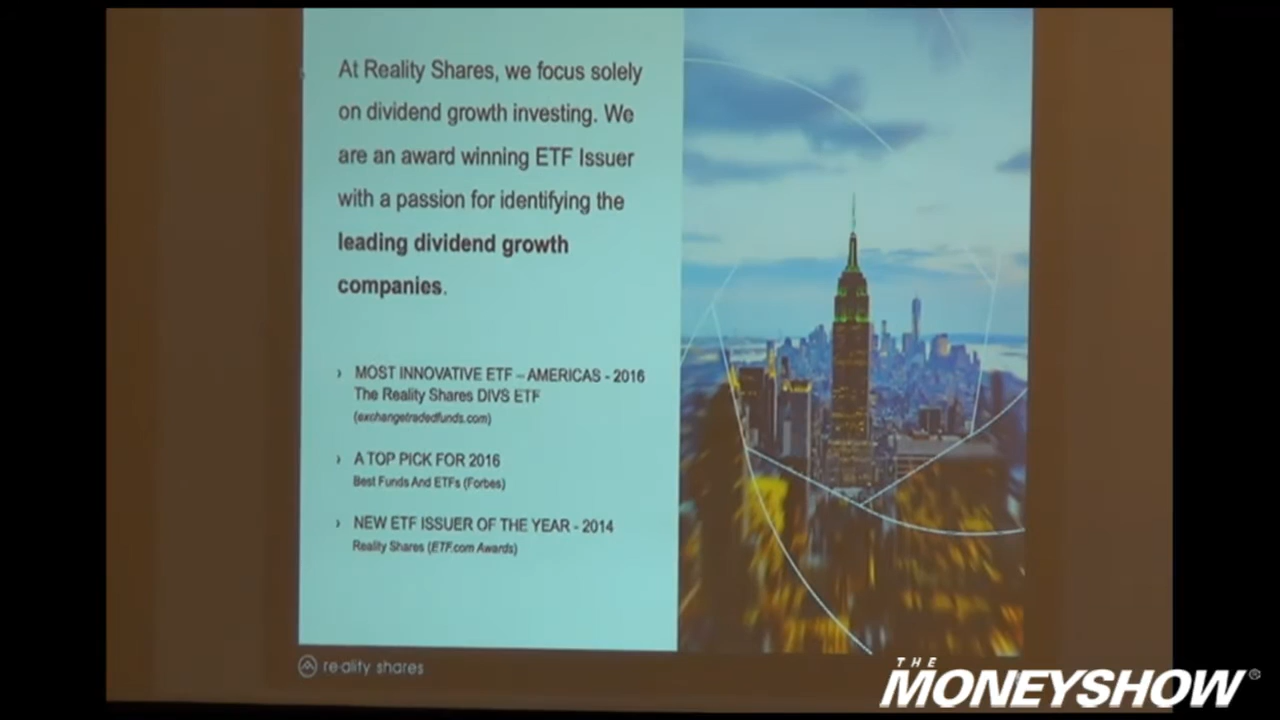 At Reality Shares, we focus solely
on dividend growth investing. We
are an award winning ETF Issuer
with a passion for identifying the
leading dividend growth
companies.
› MOST INNOVATIVE ETF – AMERICAS - 2016
The Reality Shares DIVS ETF
(exchangetradedfunds.com)
› A TOP PICK FOR 2016
Best Funds And ETFs (Forbes)
› NEW ETF ISSUER OF THE YEAR - 2014
Reality Shares (ETF.com Awards)
reality shares
THE
MONEYSHOW®